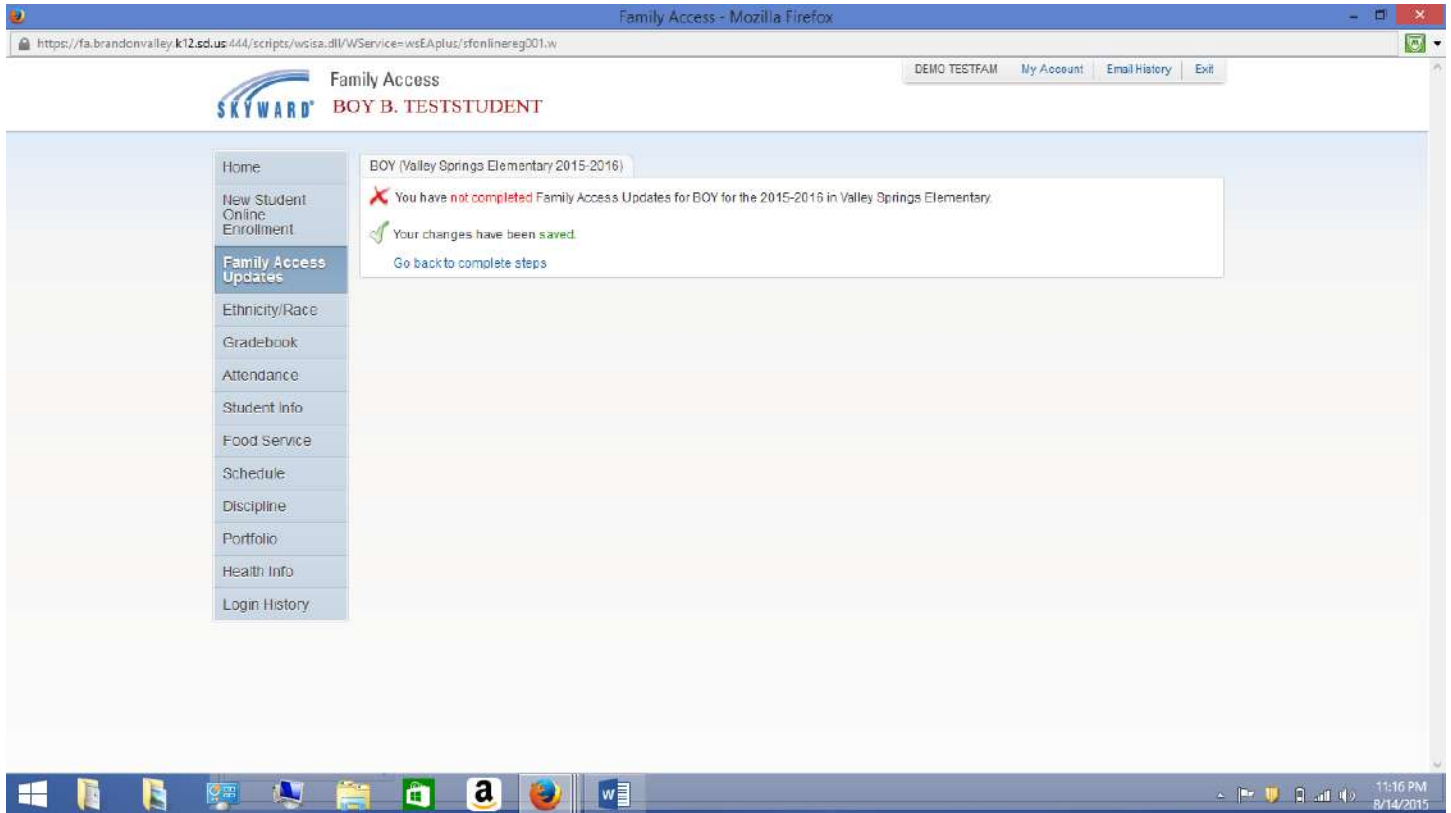 Family Access - Mozilla Firefox
https://fa.brandonvalley.k12.sd.us:444/scripts/wsisa.dll/WService=wsEAplus/sfonlinereg001.w
DEMO TESTFAM My Account Email History Exit
Family Access
SKYWARD® BOY B. TESTSTUDENT
Home
New Student
Online
Enrollment
Family Access
Updates
Ethnicity/Race
Gradebook
Attendance
Student Info
Food Service
Schedule
Discipline
Portfolio
Health Info
Login History
BOY (Valley Springs Elementary 2015-2016)
You have not completed Family Access Updates for BOY for the 2015-2016 in Valley Springs Elementary.
Your changes have been saved.
Go back to complete steps
a
W
11:16 PM
8/14/2015